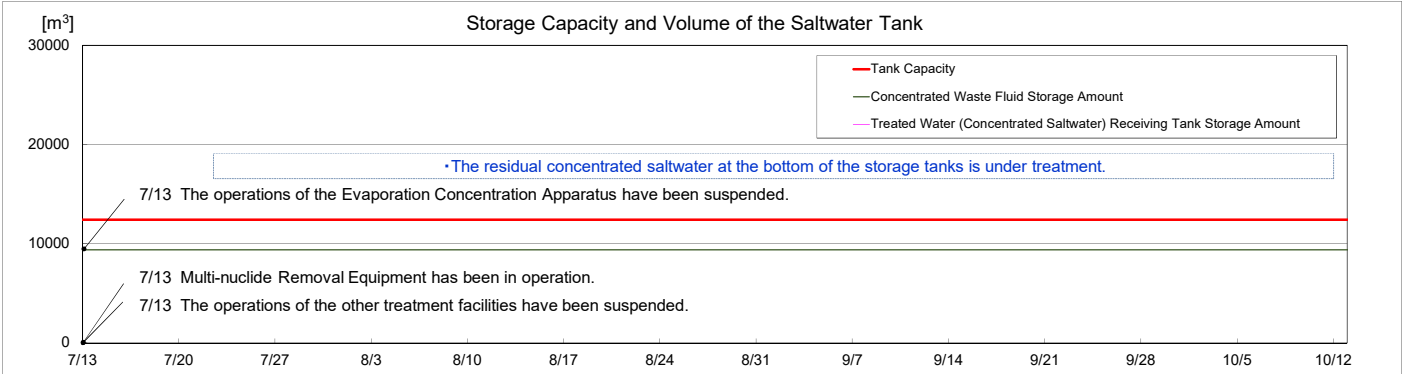 [m³]
Storage Capacity and Volume of the Saltwater Tank
30000
Tank Capacity
Concentrated Waste Fluid Storage Amount
Treated Water (Concentrated Saltwater) Receiving Tank Storage Amount
20000
・The residual concentrated saltwater at the bottom of the storage tanks is under treatment.
7/13 The operations of the Evaporation Concentration Apparatus have been suspended.
10000
7/13 Multi-nuclide Removal Equipment has been in operation.
7/13 The operations of the other treatment facilities have been suspended.
0
7/13 7/20 7/27 8/3 8/10 8/17 8/24 8/31 9/7 9/14 9/21 9/28 10/5 10/12